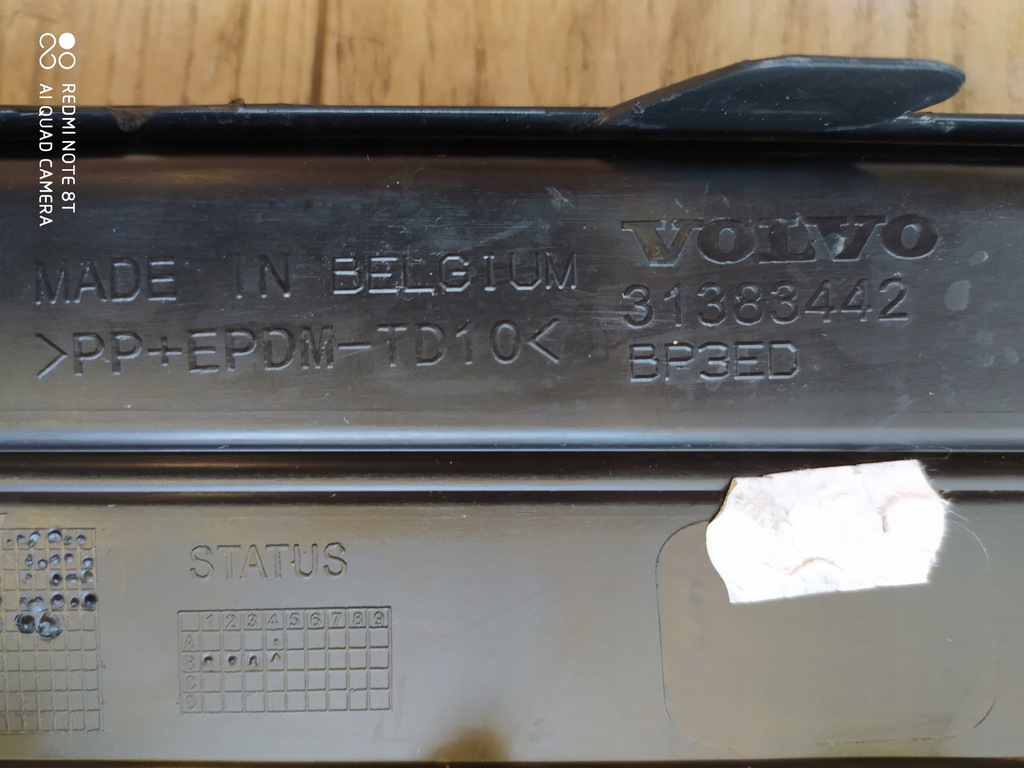 REDMI NOTE 8T
AI QUAD CAMERA
VOLVO
MADE IN BELGIUM
31383442
>PP+EPDM-TD10<
BP3ED
STATUS
1 2 3 4 5 6 7 8 9
A
B
C
D